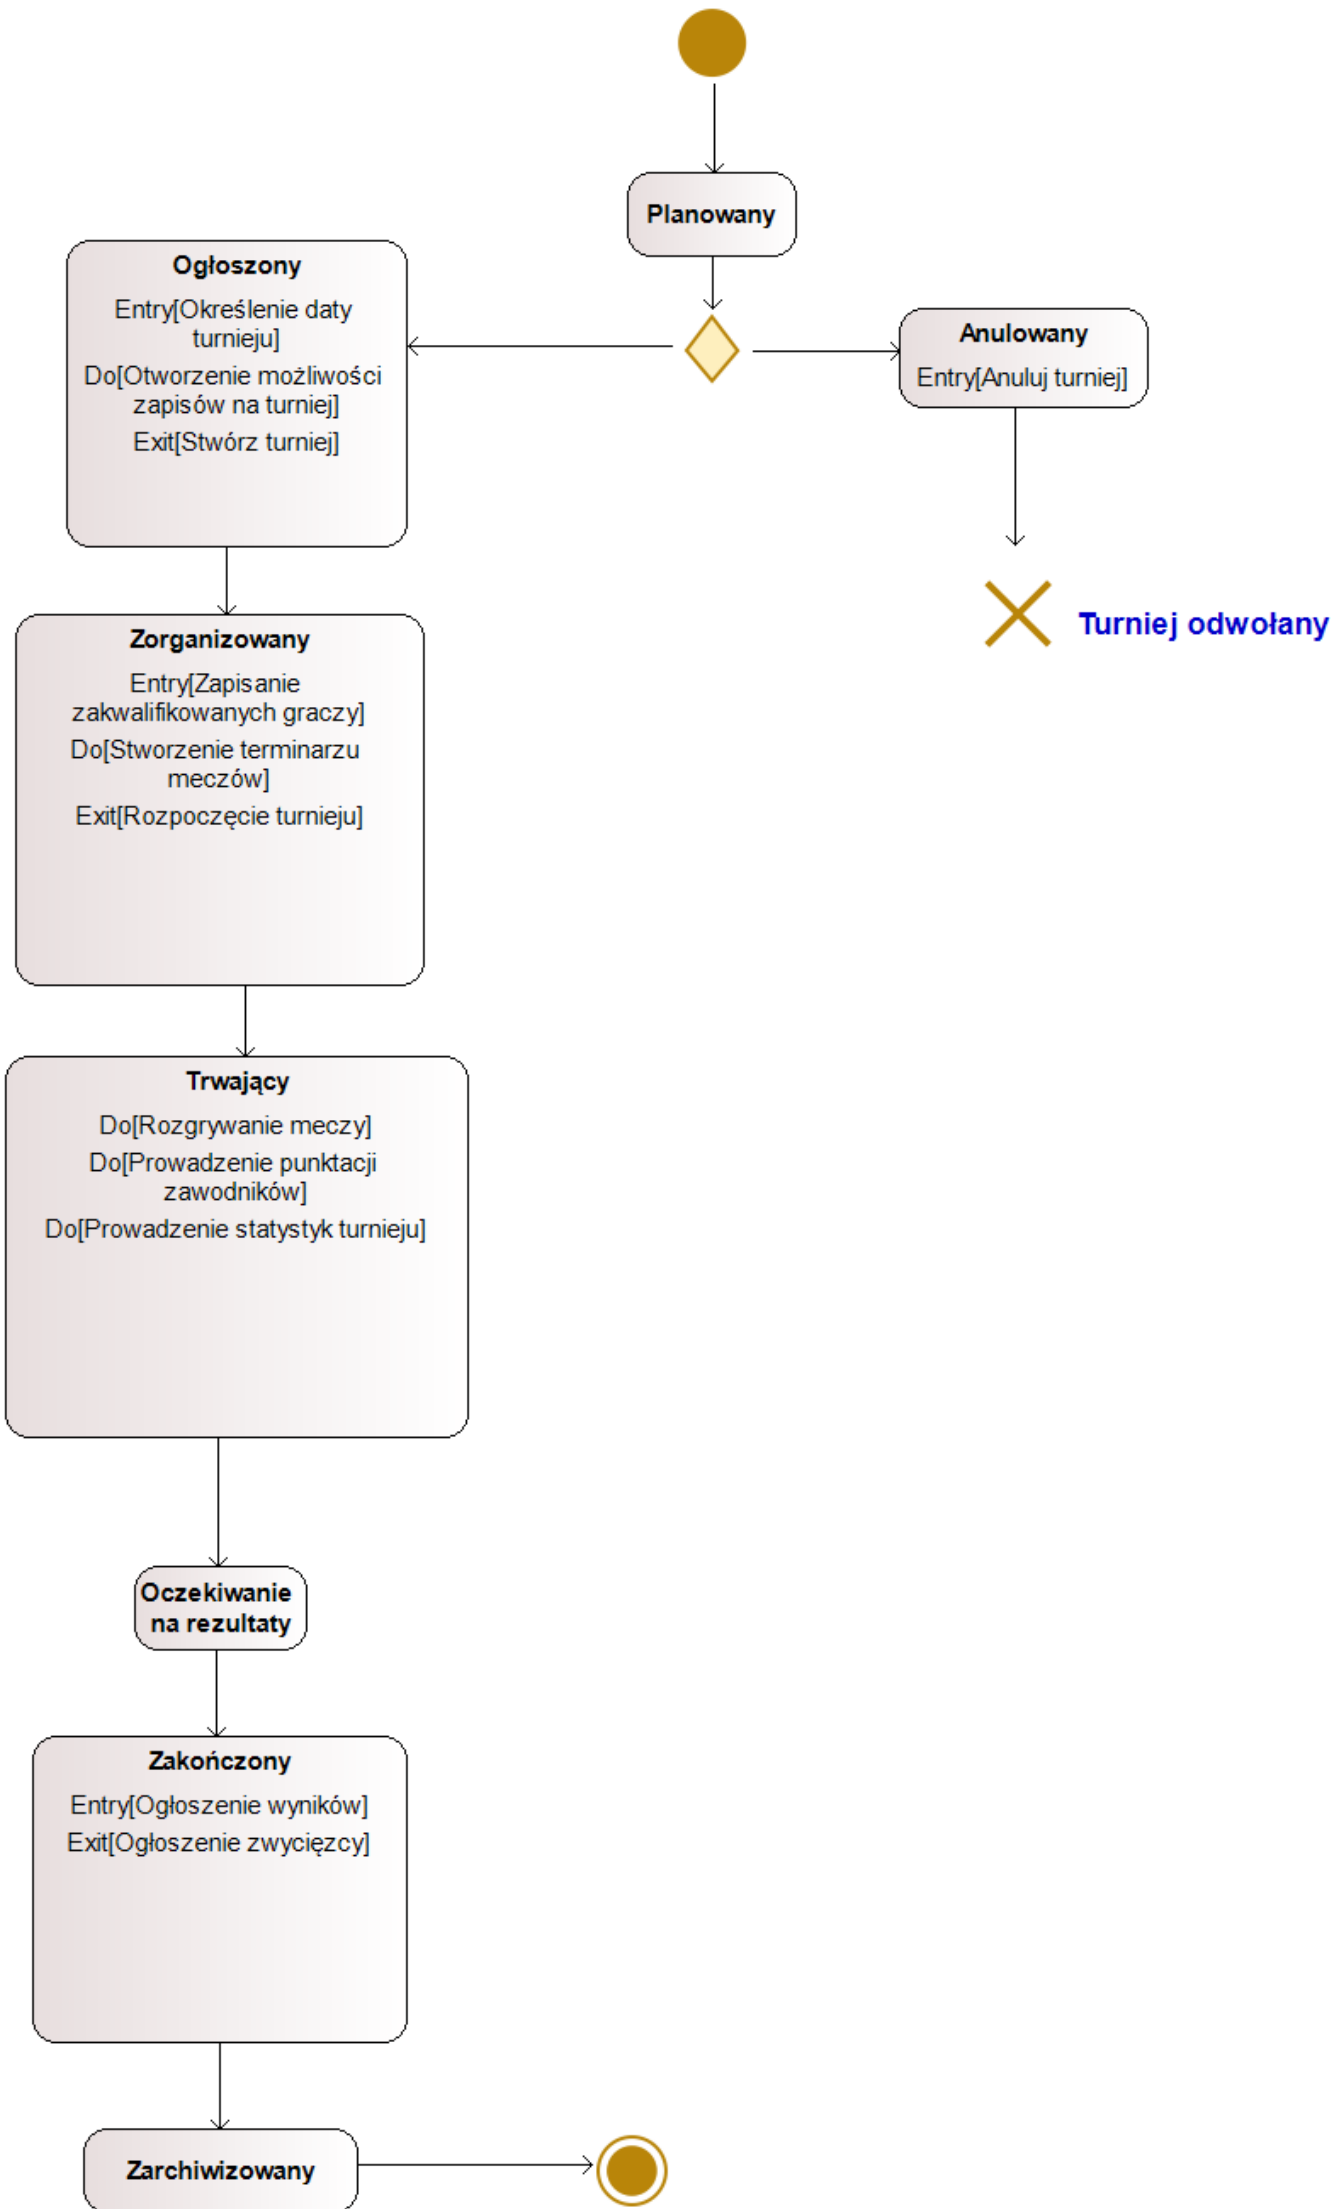 Planowany
Ogłoszony
Entry[Określenie daty
turnieju]
Do[Otworzenie możliwości
zapisów na turniej]
Exit[Stwórz turniej]
Anulowany
Entry[Anuluj turniej]
Turniej odwołany
Zorganizowany
Entry[Zapisanie
zakwalifikowanych graczy]
Do[Stworzenie terminarzu
meczów]
Exit[Rozpoczęcie turnieju]
Trwający
Do[Rozgrywanie meczy]
Do[Prowadzenie punktacji
zawodników]
Do[Prowadzenie statystyk turnieju]
Oczekiwanie
na rezultaty
Zakończony
Entry[Ogłoszenie wyników]
Exit[Ogłoszenie zwycięzcy]
Zarchiwizowany